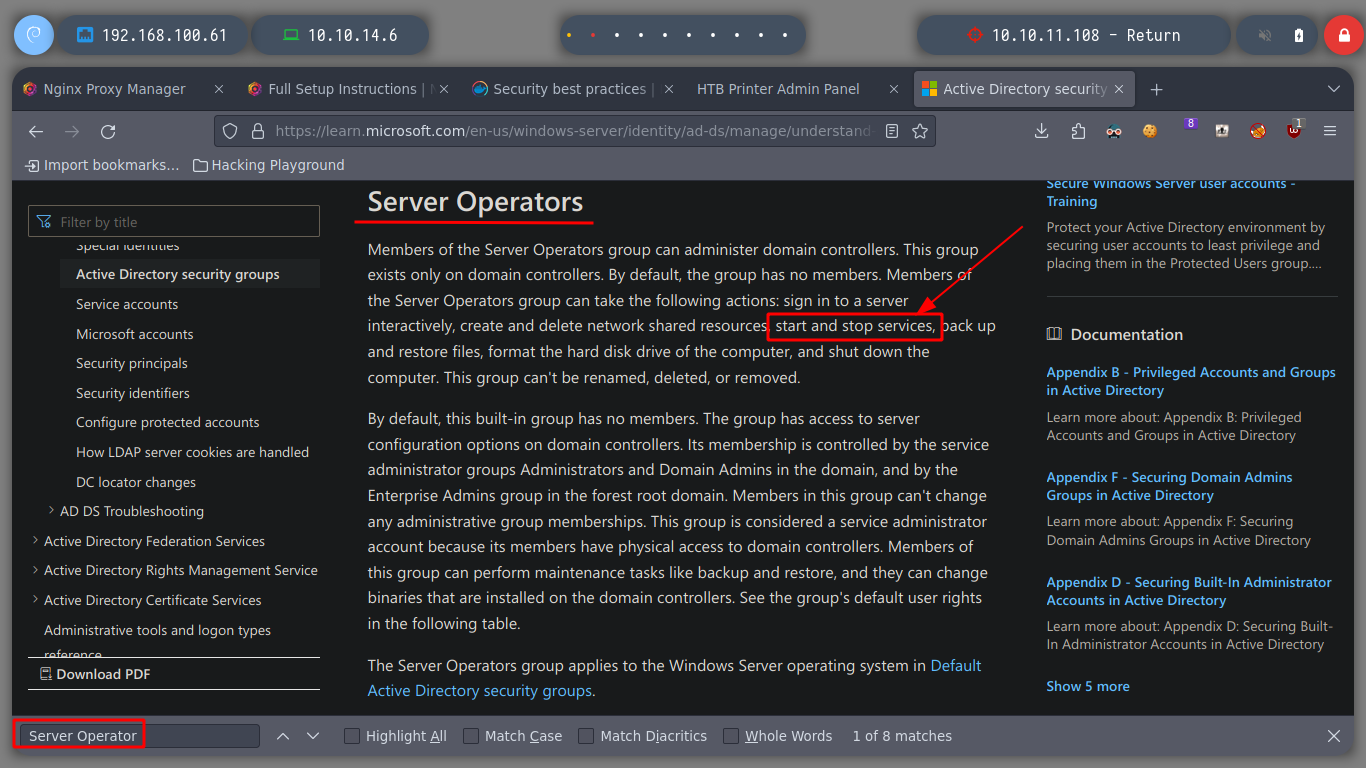 192.168.100.61
10.10.14.6
10.10.11.108 - Return
Nginx Proxy Manager
Full Setup Instructions |
Security best practices |
HTB Printer Admin Panel
Active Directory security
https://learn.microsoft.com/en-us/windows-server/identity/ad-ds/manage/understand-
8
1
Import bookmarks...
Hacking Playground
Filter by title
Special identities
Active Directory security groups
Service accounts
Microsoft accounts
Security principals
Security identifiers
Configure protected accounts
How LDAP server cookies are handled
DC locator changes
AD DS Troubleshooting
Active Directory Federation Services
Active Directory Rights Management Service
Active Directory Certificate Services
Administrative tools and logon types
reference
Download PDF
Server Operators
Members of the Server Operators group can administer domain controllers. This group
exists only on domain controllers. By default, the group has no members. Members of
the Server Operators group can take the following actions: sign in to a server
interactively, create and delete network shared resources, start and stop services, back up
and restore files, format the hard disk drive of the computer, and shut down the
computer. This group can't be renamed, deleted, or removed.
By default, this built-in group has no members. The group has access to server
configuration options on domain controllers. Its membership is controlled by the service
administrator groups Administrators and Domain Admins in the domain, and by the
Enterprise Admins group in the forest root domain. Members in this group can't change
any administrative group memberships. This group is considered a service administrator
account because its members have physical access to domain controllers. Members of
this group can perform maintenance tasks like backup and restore, and they can change
binaries that are installed on the domain controllers. See the group's default user rights
in the following table.
The Server Operators group applies to the Windows Server operating system in Default
Active Directory security groups.
Secure Windows Server user accounts -
Training
Protect your Active Directory environment by
securing user accounts to least privilege and
placing them in the Protected Users group....
Documentation
Appendix B - Privileged Accounts and Groups
in Active Directory
Learn more about: Appendix B: Privileged
Accounts and Groups in Active Directory
Appendix F - Securing Domain Admins
Groups in Active Directory
Learn more about: Appendix F: Securing
Domain Admins Groups in Active Directory
Appendix D - Securing Built-In Administrator
Accounts in Active Directory
Learn more about: Appendix D: Securing Built-
In Administrator Accounts in Active Directory
Show 5 more
Server Operator
Highlight All
Match Case
Match Diacritics
Whole Words
1 of 8 matches